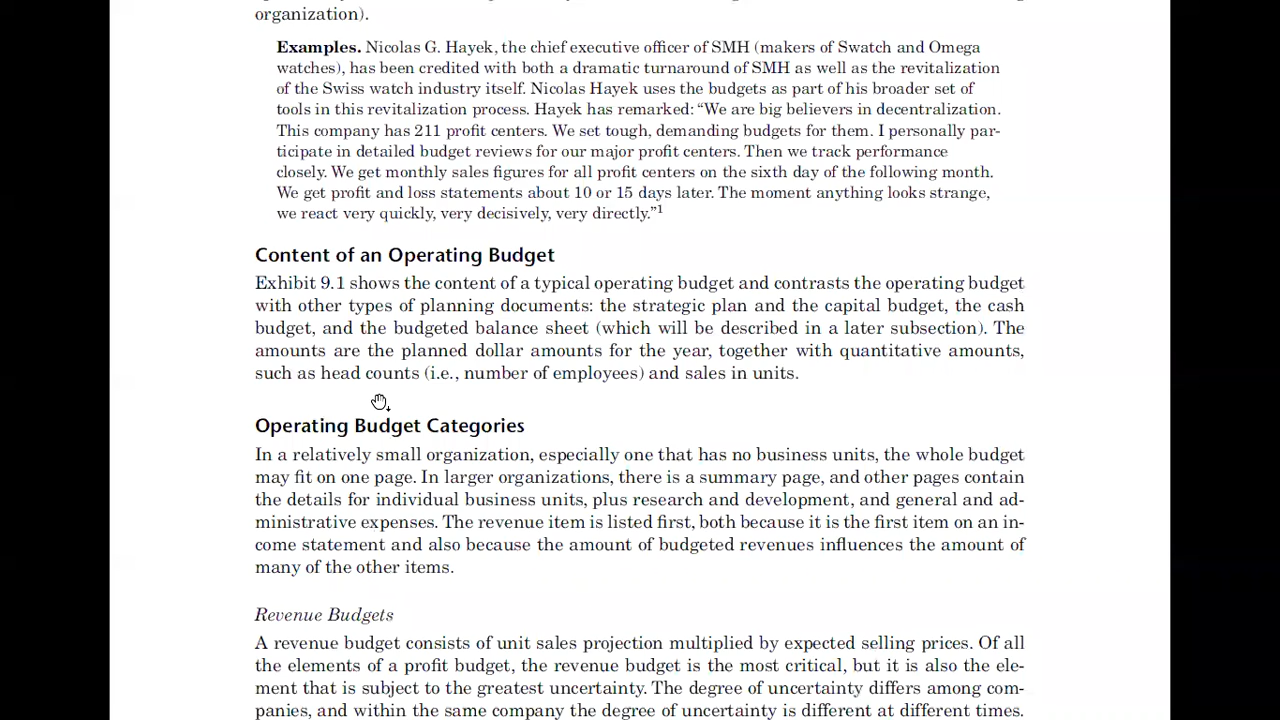 organization).
Examples. Nicolas G. Hayek, the chief executive officer of SMH (makers of Swatch and Omega
watches), has been credited with both a dramatic turnaround of SMH as well as the revitalization
of the Swiss watch industry itself. Nicolas Hayek uses the budgets as part of his broader set of
tools in this revitalization process. Hayek has remarked: “We are big believers in decentralization.
This company has 211 profit centers. We set tough, demanding budgets for them. I personally par-
ticipate in detailed budget reviews for our major profit centers. Then we track performance
closely. We get monthly sales figures for all profit centers on the sixth day of the following month.
We get profit and loss statements about 10 or 15 days later. The moment anything looks strange,
we react very quickly, very decisively, very directly.”1
Content of an Operating Budget
Exhibit 9.1 shows the content of a typical operating budget and contrasts the operating budget
with other types of planning documents: the strategic plan and the capital budget, the cash
budget, and the budgeted balance sheet (which will be described in a later subsection). The
amounts are the planned dollar amounts for the year, together with quantitative amounts,
such as head counts (i.e., number of employees) and sales in units.
Operating Budget Categories
In a relatively small organization, especially one that has no business units, the whole budget
may fit on one page. In larger organizations, there is a summary page, and other pages contain
the details for individual business units, plus research and development, and general and ad-
ministrative expenses. The revenue item is listed first, both because it is the first item on an in-
come statement and also because the amount of budgeted revenues influences the amount of
many of the other items.
Revenue Budgets
A revenue budget consists of unit sales projection multiplied by expected selling prices. Of all
the elements of a profit budget, the revenue budget is the most critical, but it is also the ele-
ment that is subject to the greatest uncertainty. The degree of uncertainty differs among com-
panies, and within the same company the degree of uncertainty is different at different times.